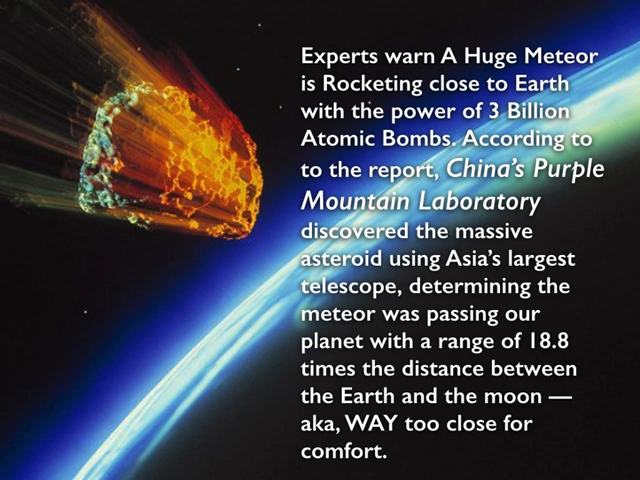 Experts warn A Huge Meteor
is Rocketing close to Earth
with the power of 3 Billion
Atomic Bombs. According to
to the report, China's Purple
Mountain Laboratory
discovered the massive
asteroid using Asia's largest
telescope, determining the
meteor was passing our
planet with a range of 18.8
times the distance between
the Earth and the moon —
aka, WAY too close for
comfort.